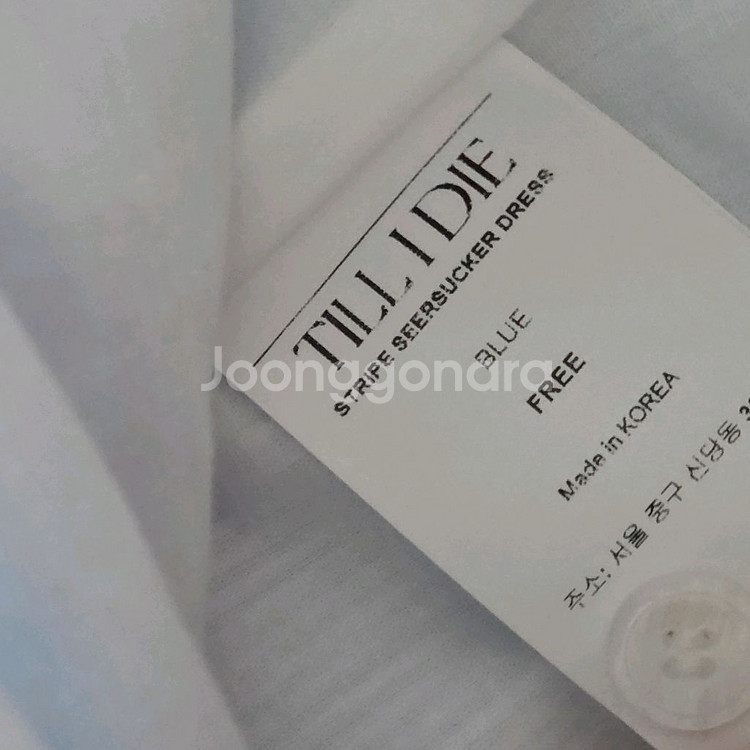 TILL I DIE
STRIPE SEERSUCKER DRESS
BLUE
FREE
Made in KOREA
주소: 서울 중구 신당동
Joonggondra